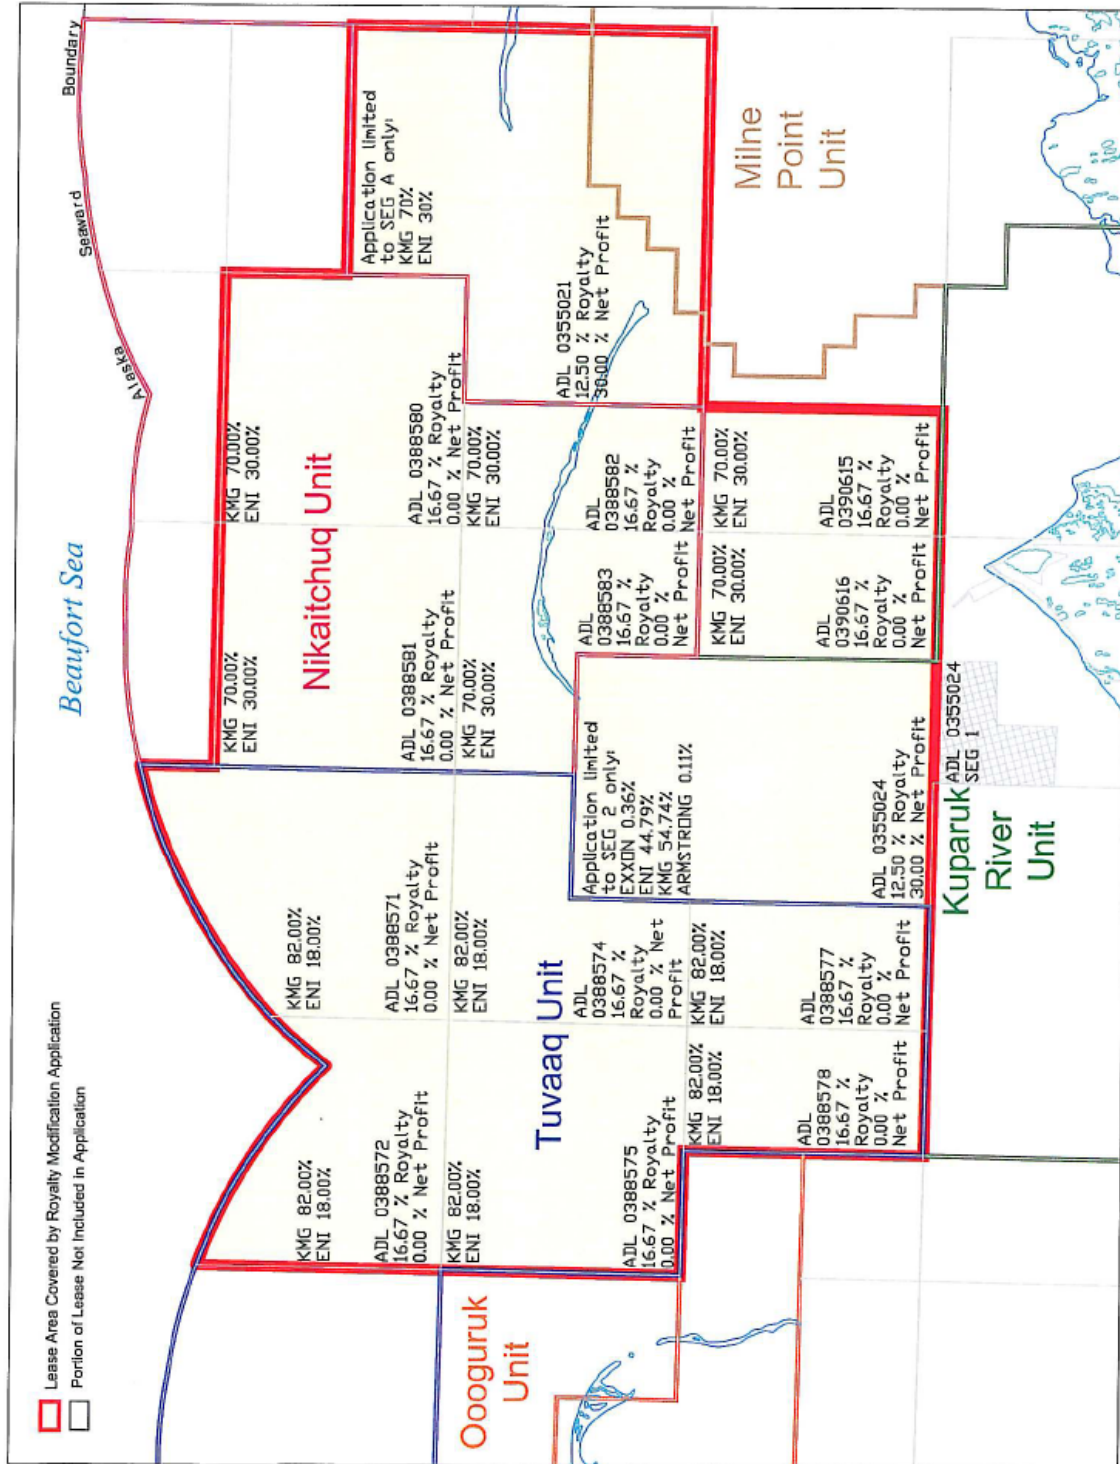 Lease Area Covered by Royalty Modification Application
Portion of Lease Not Included in Application
Beaufort Sea
Alaska
Seaward
Boundary
KMG 82.00%
ENI 18.00%
ADL 0388572
16.67 % Royalty
0.00 % Net Profit
KMG 82.00%
ENI 18.00%
ADL 0388571
16.67 % Royalty
0.00 % Net Profit
KMG 70.00%
ENI 30.00%
ADL 0388581
16.67 % Royalty
0.00 % Net Profit
KMG 70.00%
ENI 30.00%
ADL 0388580
16.67 % Royalty
0.00 % Net Profit
Nikaitchuq Unit
Application limited
to SEG A only:
KMG 70%
ENI 30%
ADL 0355021
12.50 % Royalty
30.00 % Net Profit
Oooguruk
Unit
Tuvaaq Unit
KMG 82.00%
ENI 18.00%
ADL 0388575
16.67 % Royalty
0.00 % Net Profit
KMG 82.00%
ENI 18.00%
ADL
0388574
16.67 %
Royalty
0.00 % Net
Profit
KMG 70.00%
ENI 30.00%
ADL
0388583
16.67 %
Royalty
0.00 %
Net Profit
KMG 70.00%
ENI 30.00%
ADL
0388582
16.67 %
Royalty
0.00 %
Net Profit
KMG 82.00%
ENI 18.00%
ADL
0388578
16.67 %
Royalty
0.00 %
Net Profit
KMG 82.00%
ENI 18.00%
ADL
0388577
16.67 %
Royalty
0.00 %
Net Profit
Application limited
to SEG 2 only:
EXXON 0.36%
ENI 44.79%
KMG 54.74%
ARMSTRONG 0.11%
ADL 0355024
12.50 % Royalty
30.00 % Net Profit
KMG 70.00%
ENI 30.00%
ADL
0390616
16.67 %
Royalty
0.00 %
Net Profit
KMG 70.00%
ENI 30.00%
ADL
0390615
16.67 %
Royalty
0.00 %
Net Profit
Milne
Point
Unit
Kuparuk
River
Unit
ADL 0355024
SEG 1